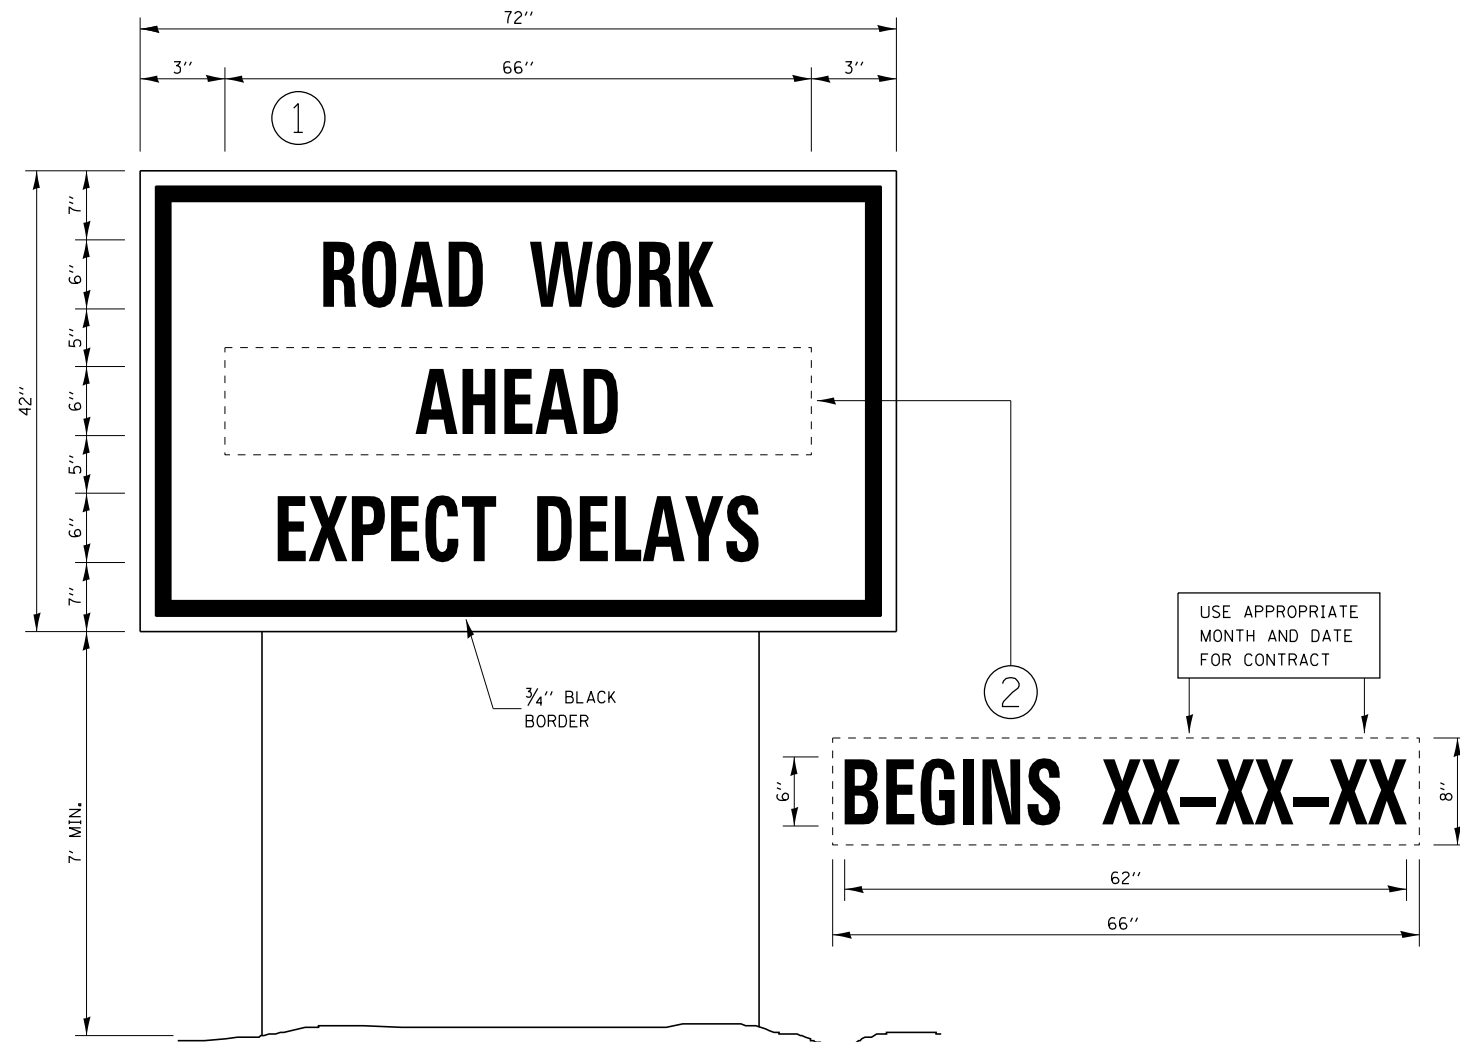 72''
3'' 66'' 3''
1
7''
6''
5''
6''
5''
6''
7''
42''
7' MIN.
ROAD WORK
AHEAD
EXPECT DELAYS
3/4'' BLACK
BORDER
2
USE APPROPRIATE
MONTH AND DATE
FOR CONTRACT
6''
BEGINS XX-XX-XX
8''
62''
66''